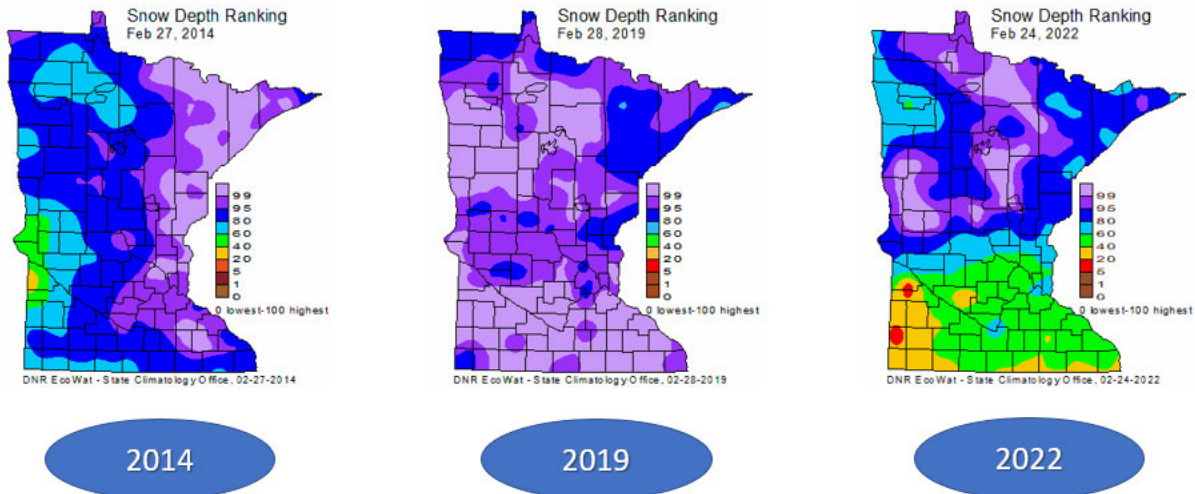 Snow Depth Ranking
Feb 27, 2014
99
95
80
60
40
20
5
1
0
0 lowest-100 highest
DNR EcoWat - State Climatology Office, 02-27-2014
2014
Snow Depth Ranking
Feb 28, 2019
99
95
80
60
40
20
5
1
0
0 lowest-100 highest
DNR EcoWat - State Climatology Office, 02-28-2019
2019
Snow Depth Ranking
Feb 24, 2022
99
95
80
60
40
20
5
1
0
0 lowest-100 highest
DNR EcoWat - State Climatology Office, 02-24-2022
2022